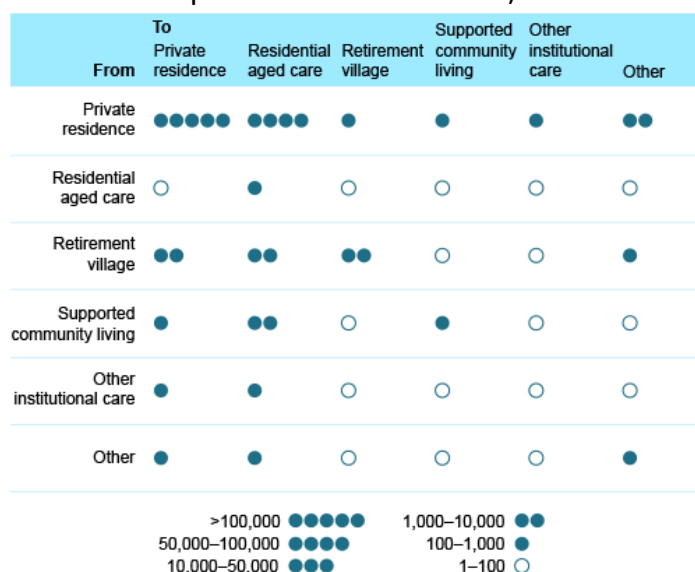 To
Private residence
Residential aged care
Retirement village
Supported community living
Other institutional care
Other
From
Private residence
Residential aged care
Retirement village
Supported community living
Other institutional care
Other
>100,000
1,000–10,000
50,000–100,000
100–1,000
10,000–50,000
1–100